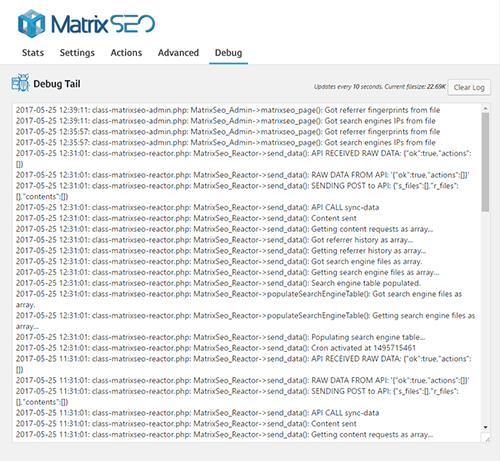 MatrixSEO
Stats Settings Actions Advanced Debug
Debug Tail
Updates every 10 seconds. Current filesize: 22.69K
Clear Log
2017-05-25 12:39:11: class-matrixseo-admin.php: MatrixSeo_Admin->matrixseo_page(): Got referrer fingerprints from file
2017-05-25 12:39:11: class-matrixseo-admin.php: MatrixSeo_Admin->matrixseo_page(): Got search engines IPs from file
2017-05-25 12:35:57: class-matrixseo-admin.php: MatrixSeo_Admin->matrixseo_page(): Got referrer fingerprints from file
2017-05-25 12:35:57: class-matrixseo-admin.php: MatrixSeo_Admin->matrixseo_page(): Got search engines IPs from file
2017-05-25 12:31:01: class-matrixseo-reactor.php: MatrixSeo_Reactor->send_data(): API RECEIVED RAW DATA: {"ok":true,"actions":
[]}
2017-05-25 12:31:01: class-matrixseo-reactor.php: MatrixSeo_Reactor->send_data(): RAW DATA FROM API: '{"ok":true,"actions":[]}'
2017-05-25 12:31:01: class-matrixseo-reactor.php: MatrixSeo_Reactor->send_data(): SENDING POST to API: {"s_files":[],"r_files":
[],"contents":[]}
2017-05-25 12:31:01: class-matrixseo-reactor.php: MatrixSeo_Reactor->send_data(): API CALL sync-data
2017-05-25 12:31:01: class-matrixseo-reactor.php: MatrixSeo_Reactor->send_data(): Content sent
2017-05-25 12:31:01: class-matrixseo-reactor.php: MatrixSeo_Reactor->send_data(): Getting content requests as array...
2017-05-25 12:31:01: class-matrixseo-reactor.php: MatrixSeo_Reactor->send_data(): Got referrer history as array...
2017-05-25 12:31:01: class-matrixseo-reactor.php: MatrixSeo_Reactor->send_data(): Getting referrer history as array...
2017-05-25 12:31:01: class-matrixseo-reactor.php: MatrixSeo_Reactor->send_data(): Got search engine files as array.
2017-05-25 12:31:01: class-matrixseo-reactor.php: MatrixSeo_Reactor->send_data(): Getting search engine files as array...
2017-05-25 12:31:01: class-matrixseo-reactor.php: MatrixSeo_Reactor->send_data(): Search engine table populated.
2017-05-25 12:31:01: class-matrixseo-reactor.php: MatrixSeo_Reactor->populateSearchEngineTable(): Got search engine files as
array.
2017-05-25 12:31:01: class-matrixseo-reactor.php: MatrixSeo_Reactor->populateSearchEngineTable(): Getting search engine files as
array...
2017-05-25 12:31:01: class-matrixseo-reactor.php: MatrixSeo_Reactor->send_data(): Populating search engine table...
2017-05-25 12:31:01: class-matrixseo-reactor.php: MatrixSeo_Reactor->send_data(): Cron activated at 1495715461
2017-05-25 11:31:01: class-matrixseo-reactor.php: MatrixSeo_Reactor->send_data(): API RECEIVED RAW DATA: {"ok":true,"actions":
[]}
2017-05-25 11:31:01: class-matrixseo-reactor.php: MatrixSeo_Reactor->send_data(): RAW DATA FROM API: '{"ok":true,"actions":[]}'
2017-05-25 11:31:01: class-matrixseo-reactor.php: MatrixSeo_Reactor->send_data(): SENDING POST to API: {"s_files":[],"r_files":
[],"contents":[]}
2017-05-25 11:31:01: class-matrixseo-reactor.php: MatrixSeo_Reactor->send_data(): API CALL sync-data
2017-05-25 11:31:01: class-matrixseo-reactor.php: MatrixSeo_Reactor->send_data(): Content sent
2017-05-25 11:31:01: class-matrixseo-reactor.php: MatrixSeo_Reactor->send_data(): Getting content requests as array...